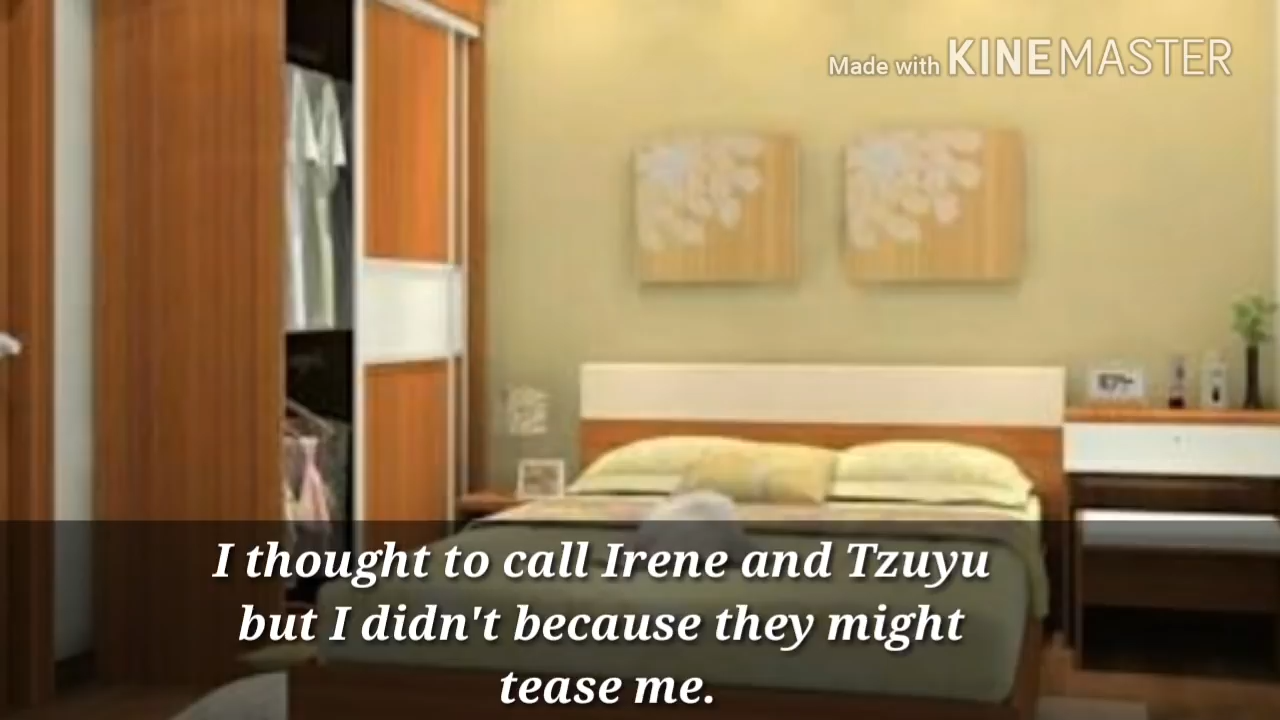 Made with KINEMASTER
I thought to call Irene and Tzuyu
but I didn't because they might
tease me.